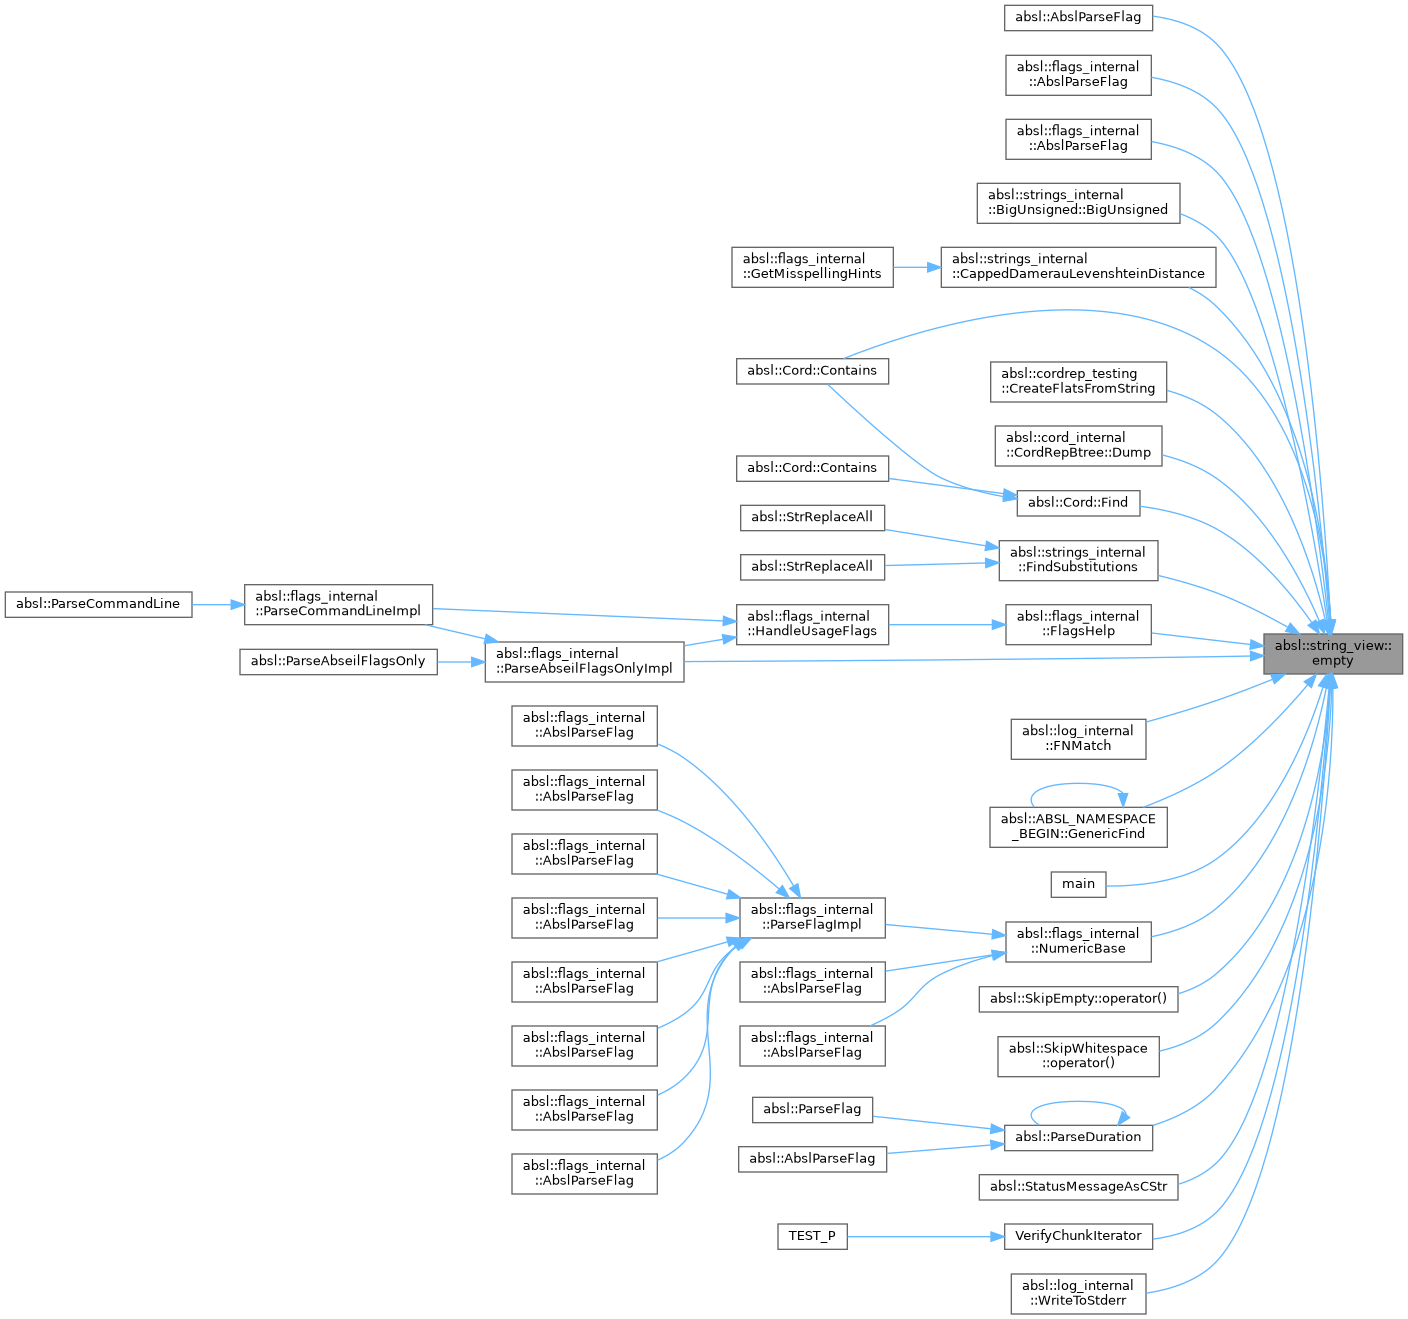 absl::AbslParseFlag
absl::flags_internal
::AbslParseFlag
absl::flags_internal
::AbslParseFlag
absl::strings_internal
::BigUnsigned::BigUnsigned
absl::flags_internal
::GetMisspellingHints
absl::strings_internal
::CappedDamerauLevenshteinDistance
absl::Cord::Contains
absl::cordrep_testing
::CreateFlatsFromString
absl::cord_internal
::CordRepBtree::Dump
absl::Cord::Contains
absl::Cord::Find
absl::StrReplaceAll
absl::strings_internal
::FindSubstitutions
absl::StrReplaceAll
absl::ParseCommandLine
absl::flags_internal
::ParseCommandLineImpl
absl::flags_internal
::HandleUsageFlags
absl::flags_internal
::FlagsHelp
absl::string_view::
empty
absl::ParseAbseilFlagsOnly
absl::flags_internal
::ParseAbseilFlagsOnlyImpl
absl::log_internal
::FNMatch
absl::flags_internal
::AbslParseFlag
absl::flags_internal
::AbslParseFlag
absl::ABSL_NAMESPACE
_BEGIN::GenericFind
absl::flags_internal
::AbslParseFlag
main
absl::flags_internal
::AbslParseFlag
absl::flags_internal
::ParseFlagImpl
absl::flags_internal
::NumericBase
absl::flags_internal
::AbslParseFlag
absl::flags_internal
::AbslParseFlag
absl::SkipEmpty::operator()
absl::flags_internal
::AbslParseFlag
absl::flags_internal
::AbslParseFlag
absl::SkipWhitespace
::operator()
absl::flags_internal
::AbslParseFlag
absl::ParseFlag
absl::ParseDuration
absl::AbslParseFlag
absl::flags_internal
::AbslParseFlag
absl::StatusMessageAsCStr
TEST_P
VerifyChunkIterator
absl::log_internal
::WriteToStderr